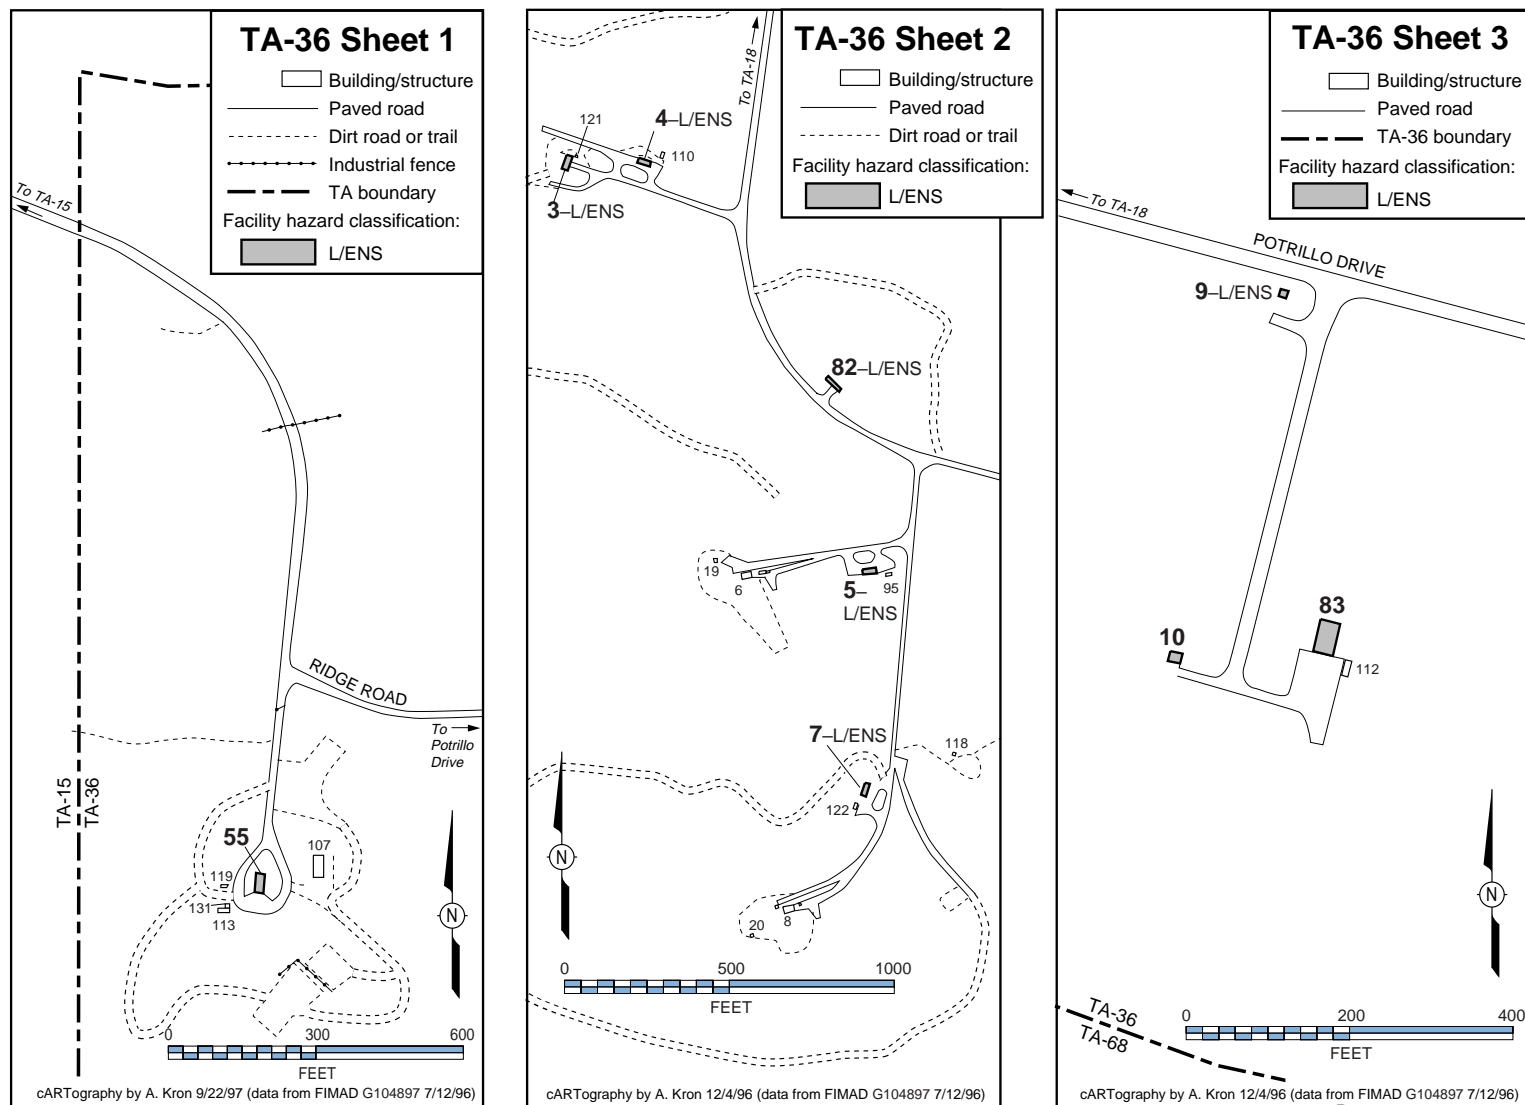 TA-36 Sheet 1
Building/structure
Paved road
Dirt road or trail
Industrial fence
TA boundary
Facility hazard classification:
L/ENS
To TA-15
RIDGE ROAD
To
Potrillo
Drive
TA-15
TA-36
55
107
119
131
113
N
0 300 600
FEET
cARTography by A. Kron 9/22/97 (data from FIMAD G104897 7/12/96)
TA-36 Sheet 2
Building/structure
Paved road
Dirt road or trail
Facility hazard classification:
L/ENS
To TA-18
121
4–L/ENS
110
3–L/ENS
82–L/ENS
19
6
5–
L/ENS
95
7–L/ENS
118
122
20
8
N
0 500 1000
FEET
cARTography by A. Kron 12/4/96 (data from FIMAD G104897 7/12/96)
TA-36 Sheet 3
Building/structure
Paved road
TA-36 boundary
Facility hazard classification:
L/ENS
To TA-18
POTRILLO DRIVE
9–L/ENS
83
10
112
N
TA-36
TA-68
0 200 400
FEET
cARTography by A. Kron 12/4/96 (data from FIMAD G104897 7/12/96)